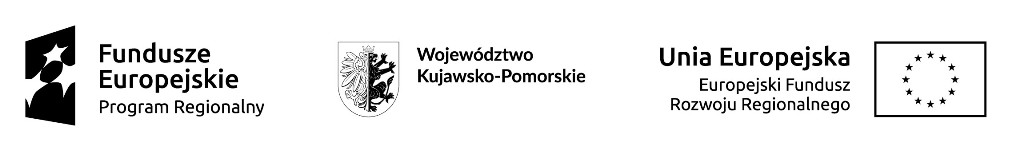 Fundusze
Europejskie
Program Regionalny
Województwo
Kujawsko-Pomorskie
Unia Europejska
Europejski Fundusz
Rozwoju Regionalnego